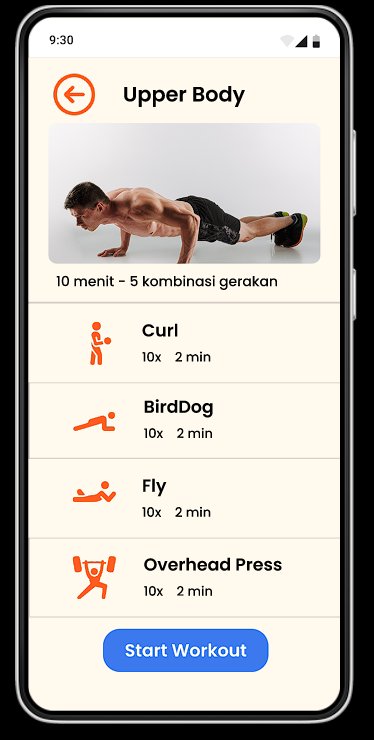 9:30
Upper Body
10 menit - 5 kombinasi gerakan
Curl
10x 2 min
BirdDog
10x 2 min
Fly
10x 2 min
Overhead Press
10x 2 min
Start Workout